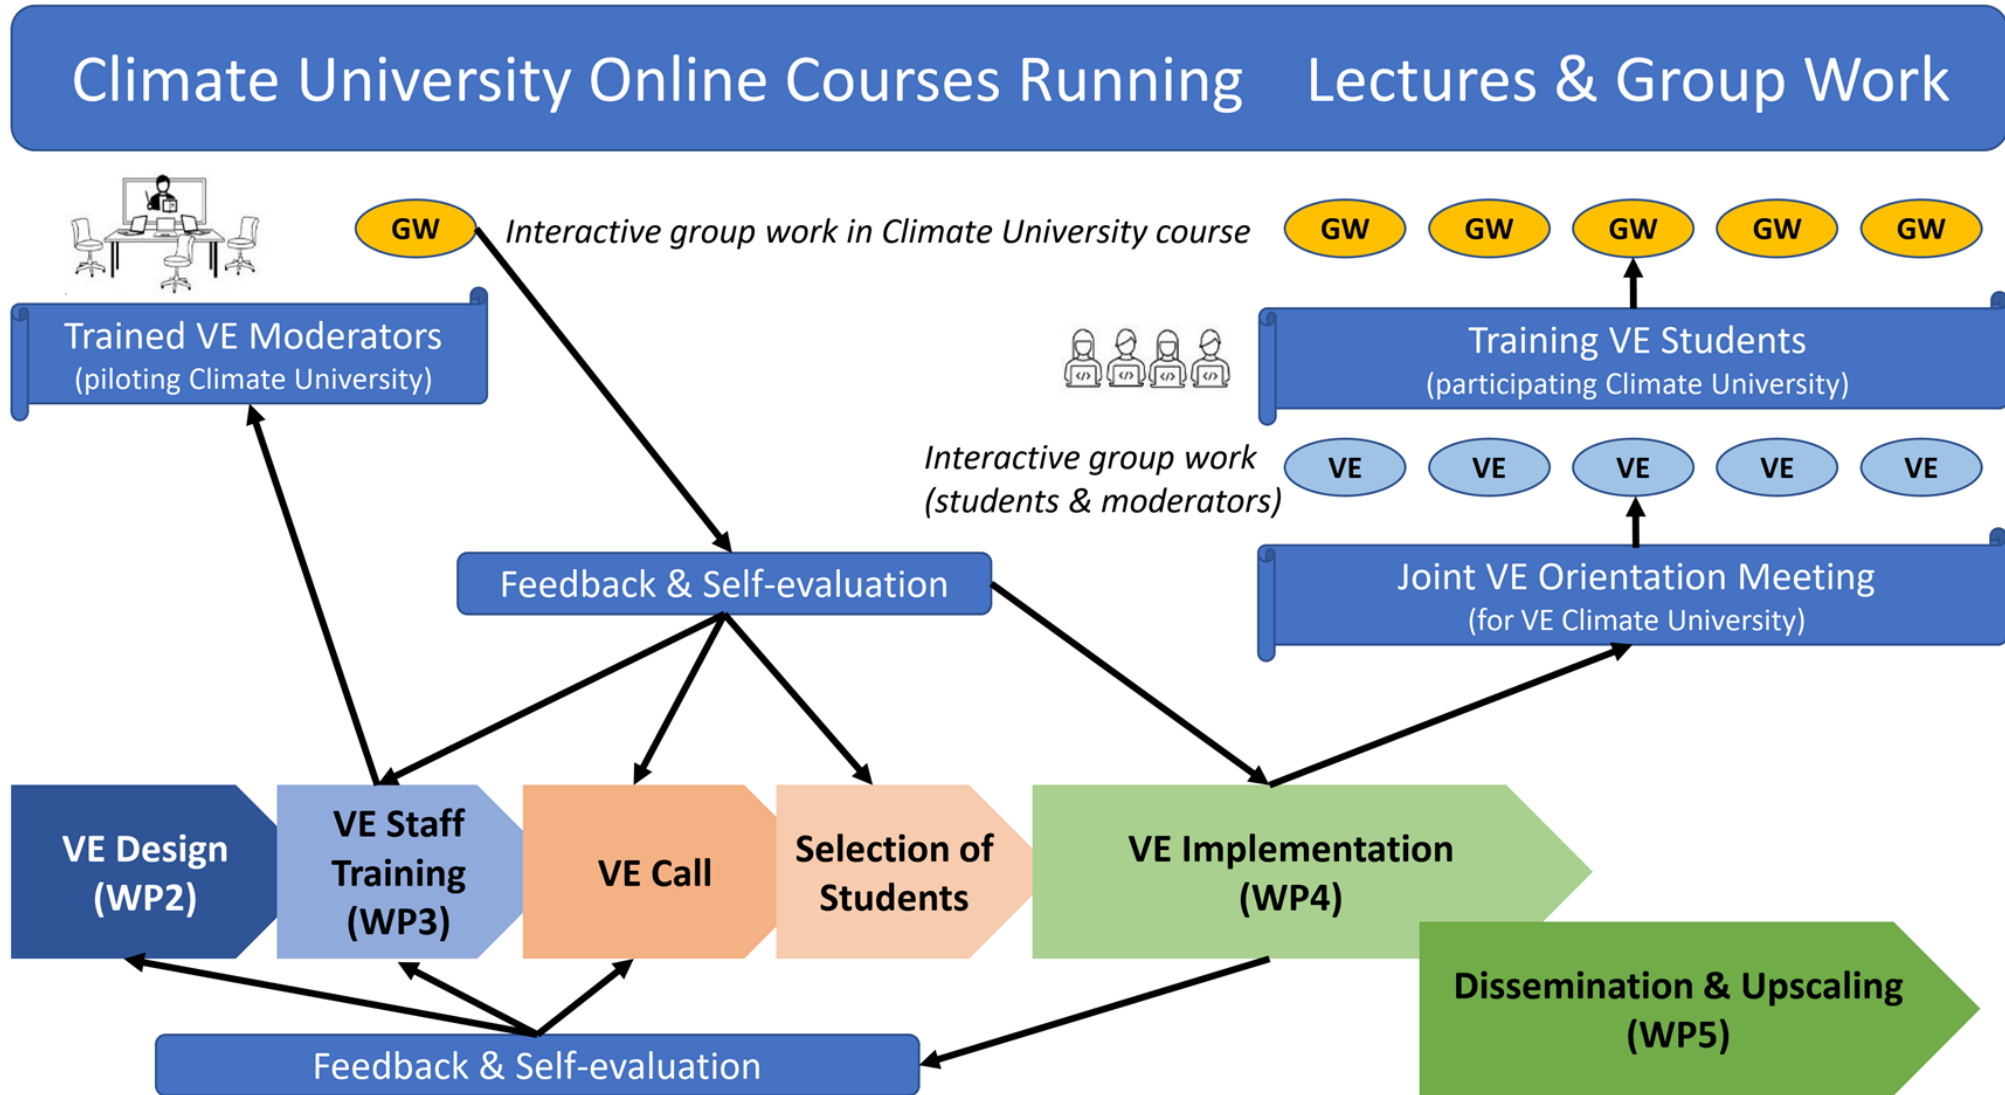 Climate University Online Courses Running Lectures & Group Work
GW
Interactive group work in Climate University course
GW GW GW GW GW
Trained VE Moderators
(piloting Climate University)
</> </> </> </>
Training VE Students
(participating Climate University)
Interactive group work
(students & moderators)
VE VE VE VE VE
Feedback & Self-evaluation
Joint VE Orientation Meeting
(for VE Climate University)
VE Design
(WP2)
VE Staff
Training
(WP3)
VE Call
Selection of
Students
VE Implementation
(WP4)
Dissemination & Upscaling
(WP5)
Feedback & Self-evaluation